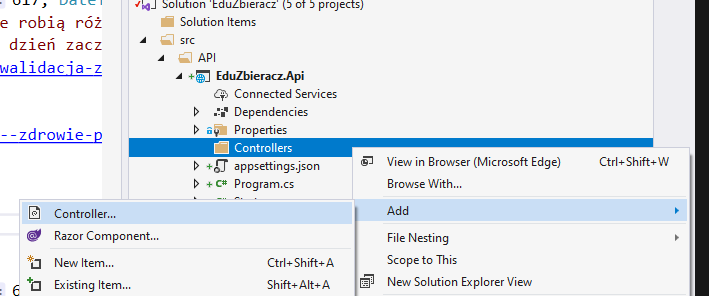 Solution 'EduZbieracz' (5 of 5 projects)
Solution Items
e robią róż
src
dzień zacz
API
walidacja-z
EduZbieracz.Api
Connected Services
Dependencies
--zdrowie-p
Properties
Controllers
appsettings.json
View in Browser (Microsoft Edge) Ctrl+Shift+W
Program.cs
Browse With...
Controller...
Add
Razor Component...
File Nesting
New Item... Ctrl+Shift+A
Scope to This
Existing Item... Shift+Alt+A
New Solution Explorer View